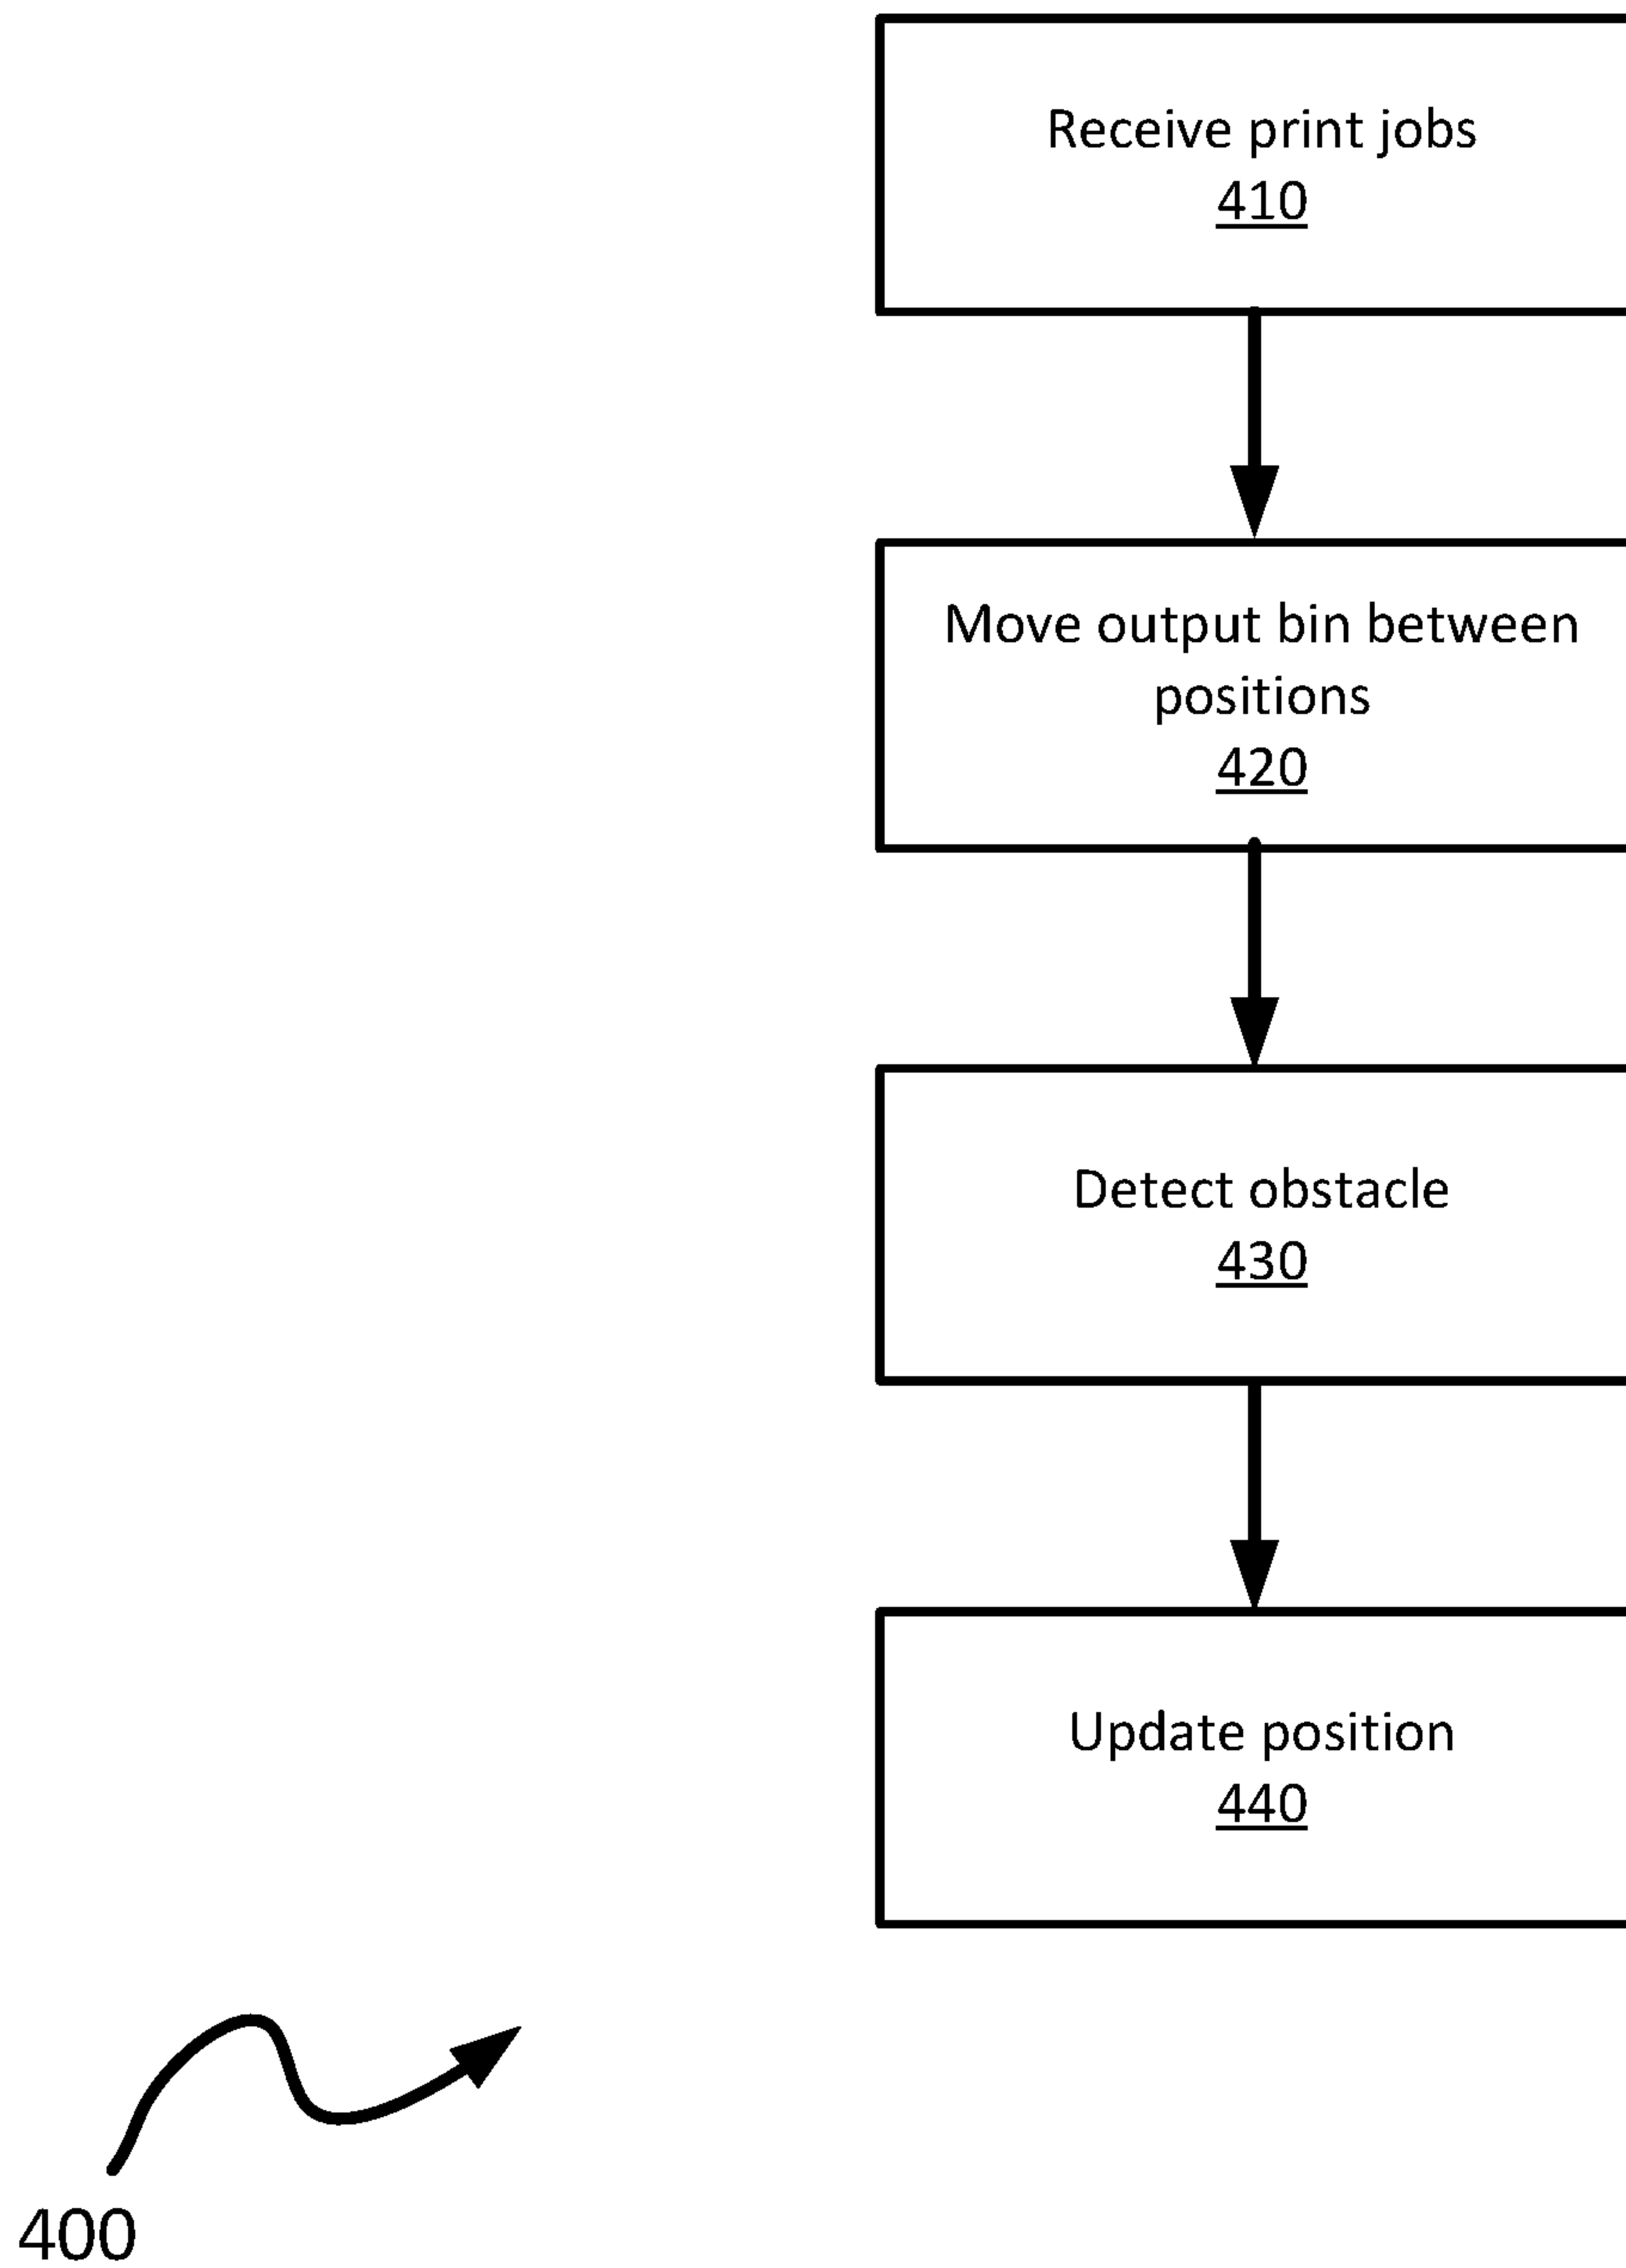 Receive print jobs
410
Move output bin between
positions
420
Detect obstacle
430
Update position
440
400